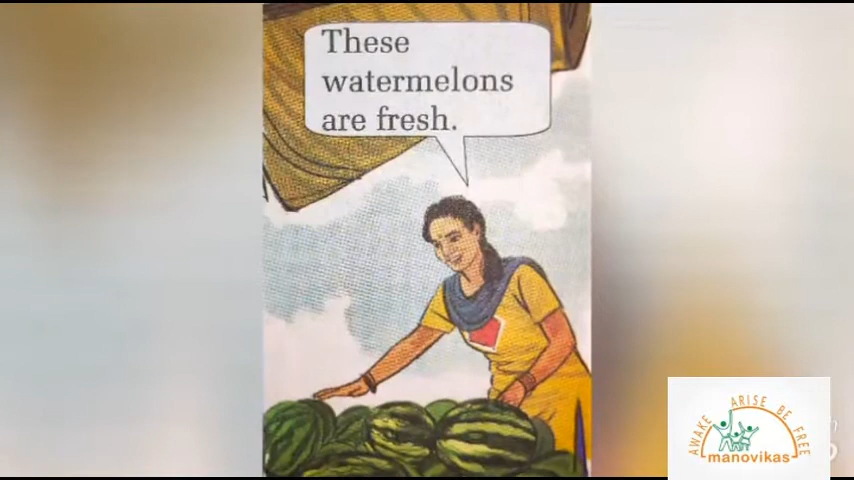 These
watermelons
are fresh.
AWAKE ARISE BE FREE
manovikas